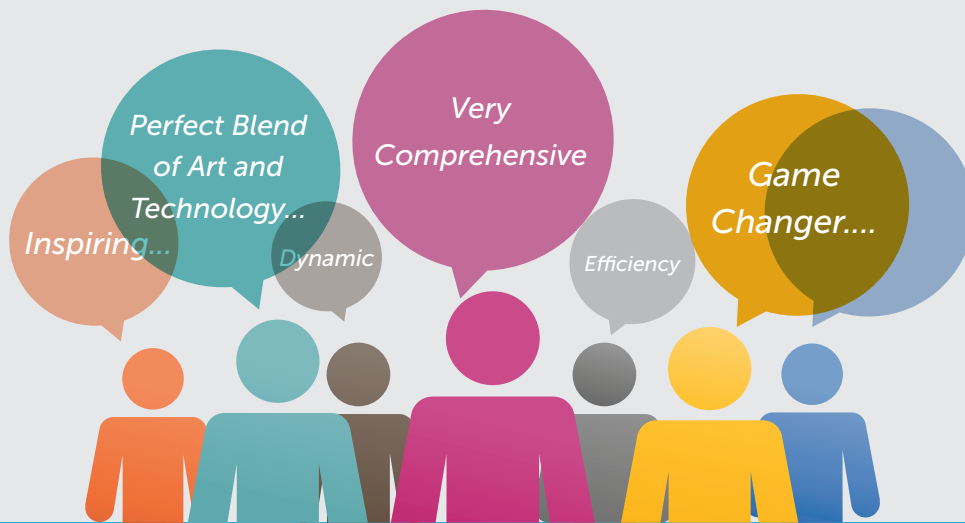 Inspiring...
Perfect Blend
of Art and
Technology...
Dynamic
Very
Comprehensive
Efficiency
Game
Changer....